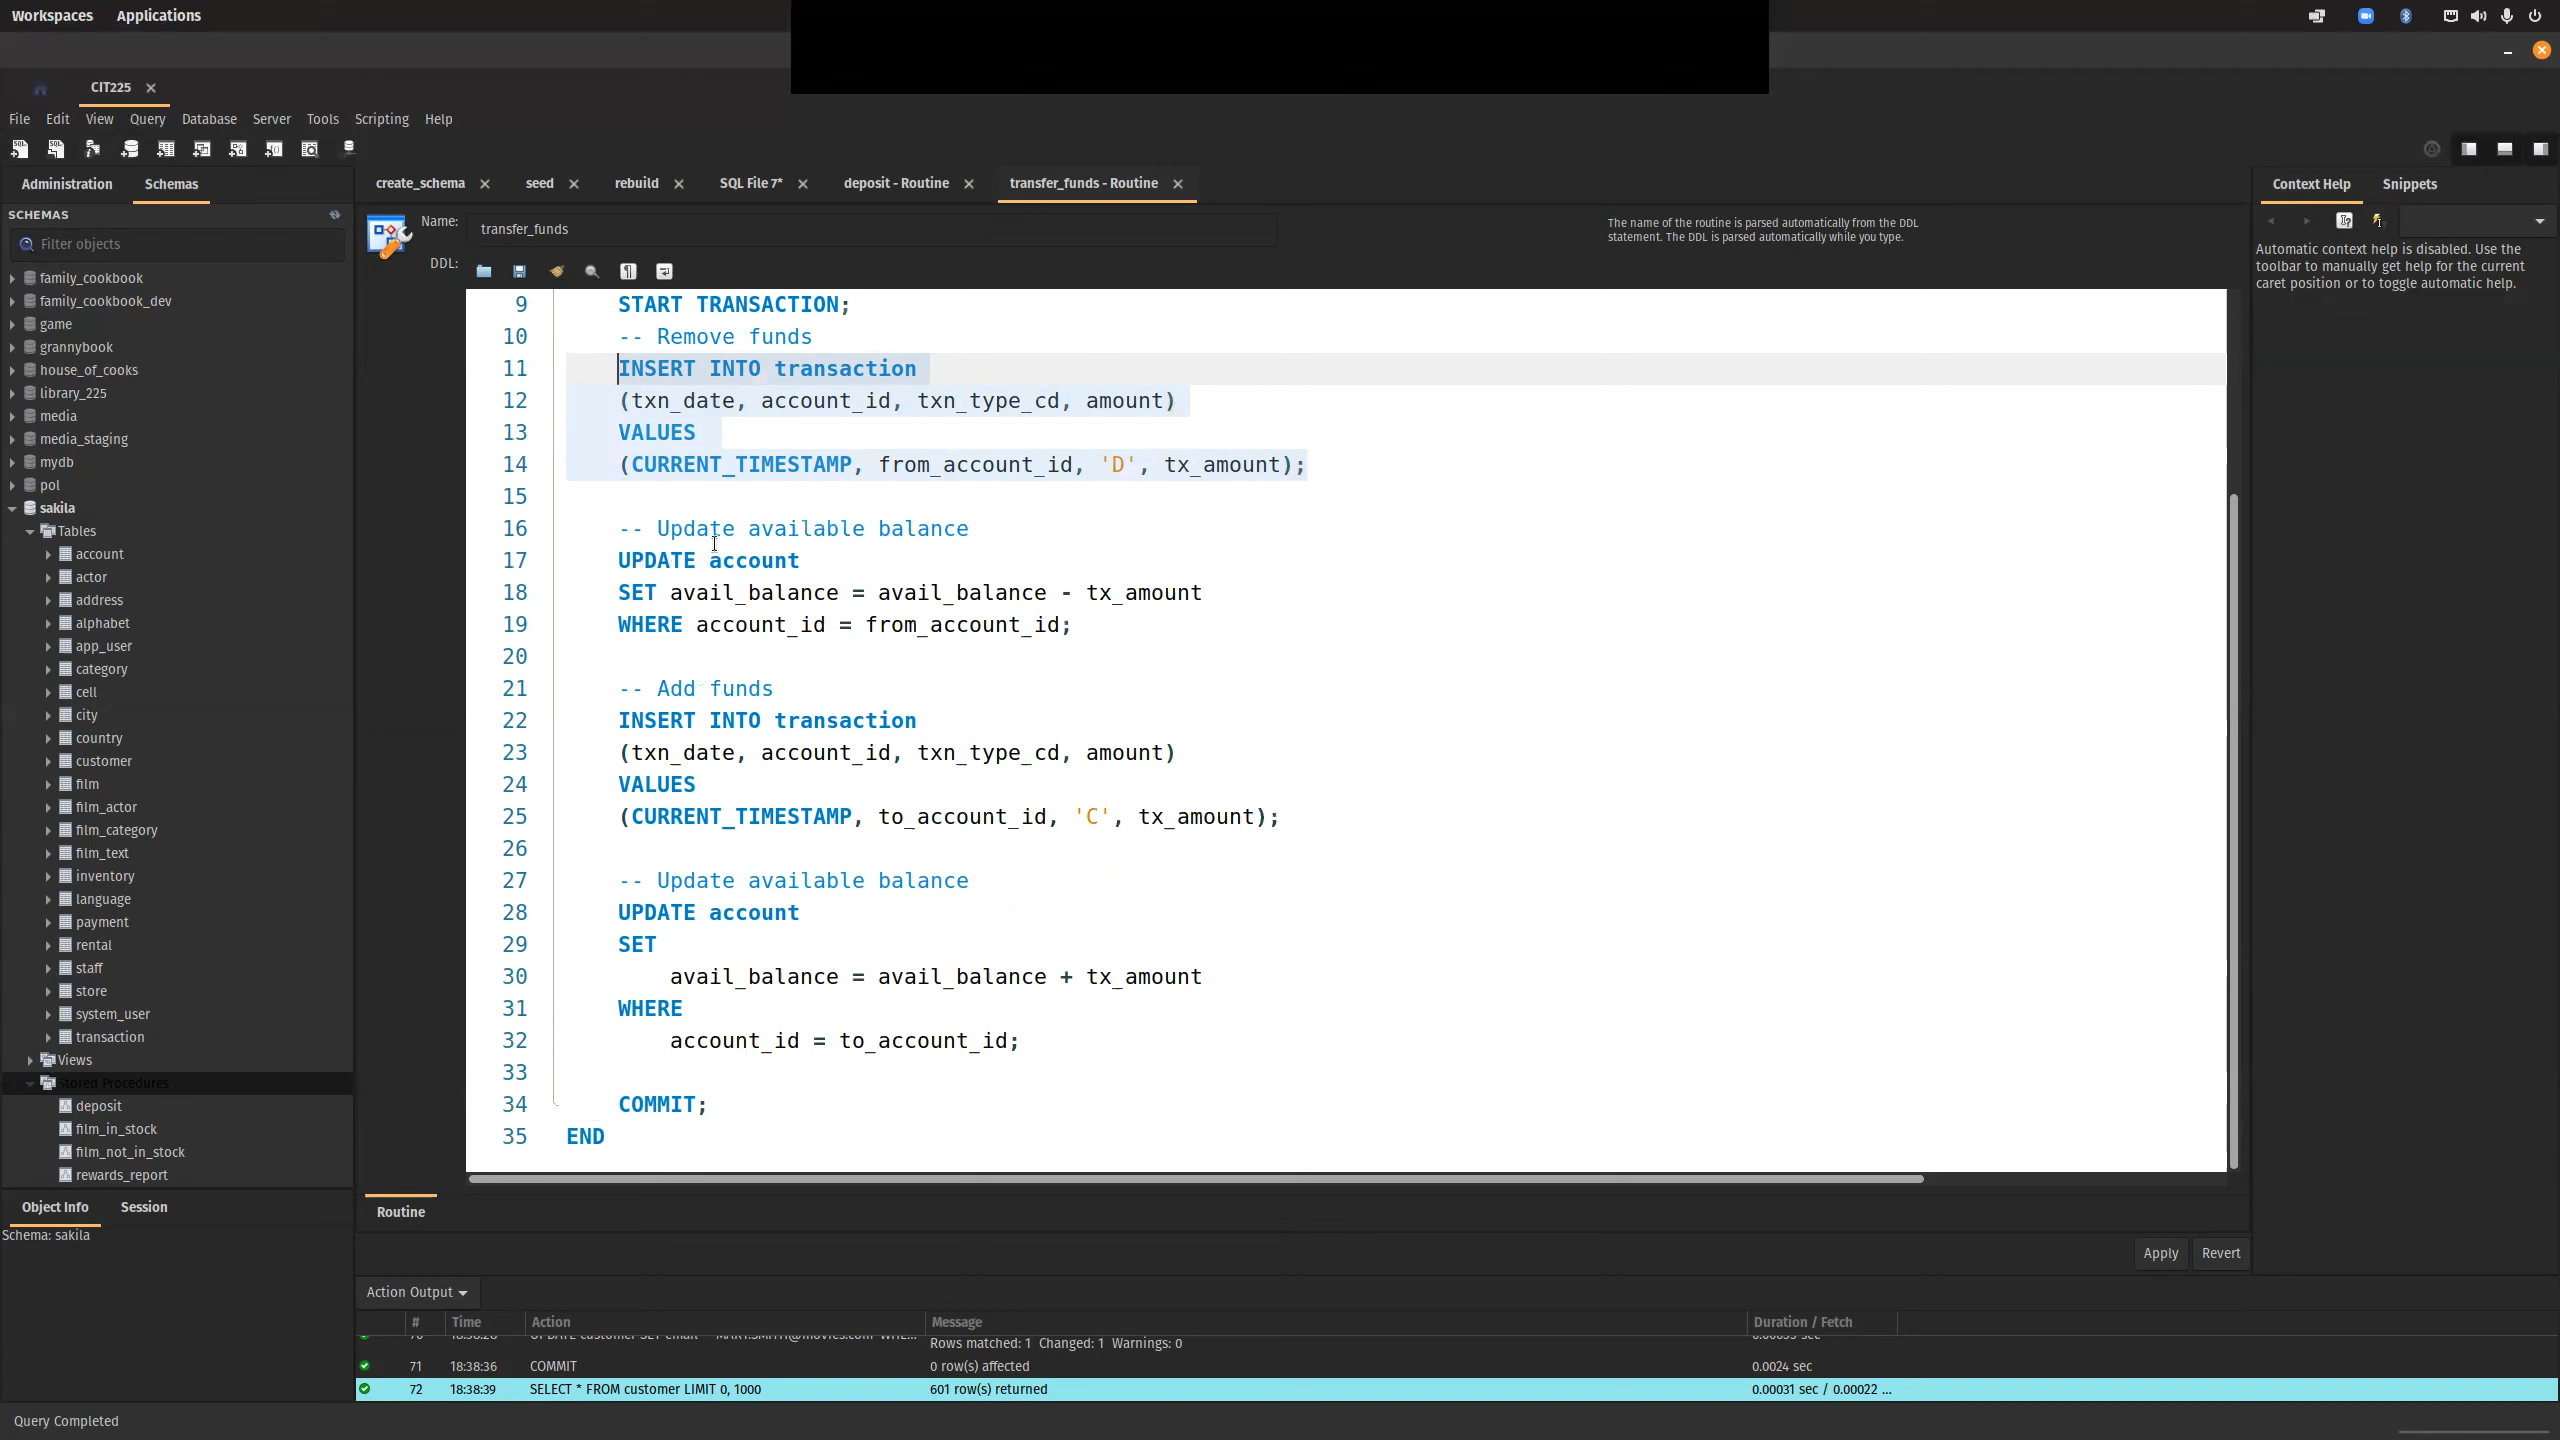 Workspaces Applications
CIT225
File Edit View Query Database Server Tools Scripting Help
Administration Schemas
SCHEMAS
Filter objects
family_cookbook
family_cookbook_dev
game
grannybook
house_of_cooks
library_225
media
media_staging
mydb
pol
sakila
Tables
account
actor
address
alphabet
app_user
category
cell
city
country
customer
film
film_actor
film_category
film_text
inventory
language
payment
rental
staff
store
system_user
transaction
Views
Stored Procedures
deposit
film_in_stock
film_not_in_stock
rewards_report
Object Info Session
Schema: sakila
create_schema seed rebuild SQL File 7* deposit - Routine transfer_funds - Routine
Name: transfer_funds
The name of the routine is parsed automatically from the DDL
statement. The DDL is parsed automatically while you type.
DDL:
9 START TRANSACTION;
10 -- Remove funds
11 INSERT INTO transaction
12 (txn_date, account_id, txn_type_cd, amount)
13 VALUES
14 (CURRENT_TIMESTAMP, from_account_id, 'D', tx_amount);
15
16 -- Update available balance
17 UPDATE account
18 SET avail_balance = avail_balance - tx_amount
19 WHERE account_id = from_account_id;
20
21 -- Add funds
22 INSERT INTO transaction
23 (txn_date, account_id, txn_type_cd, amount)
24 VALUES
25 (CURRENT_TIMESTAMP, to_account_id, 'C', tx_amount);
26
27 -- Update available balance
28 UPDATE account
29 SET
30 avail_balance = avail_balance + tx_amount
31 WHERE
32 account_id = to_account_id;
33
34 COMMIT;
35 END
Routine
Apply Revert
Context Help Snippets
Automatic context help is disabled. Use the
toolbar to manually get help for the current
caret position or to toggle automatic help.
Action Output
# Time Action Message Duration / Fetch
Rows matched: 1 Changed: 1 Warnings: 0
71 18:38:36 COMMIT 0 row(s) affected 0.0024 sec
72 18:38:39 SELECT * FROM customer LIMIT 0, 1000 601 row(s) returned 0.00031 sec / 0.00022 ...
Query Completed